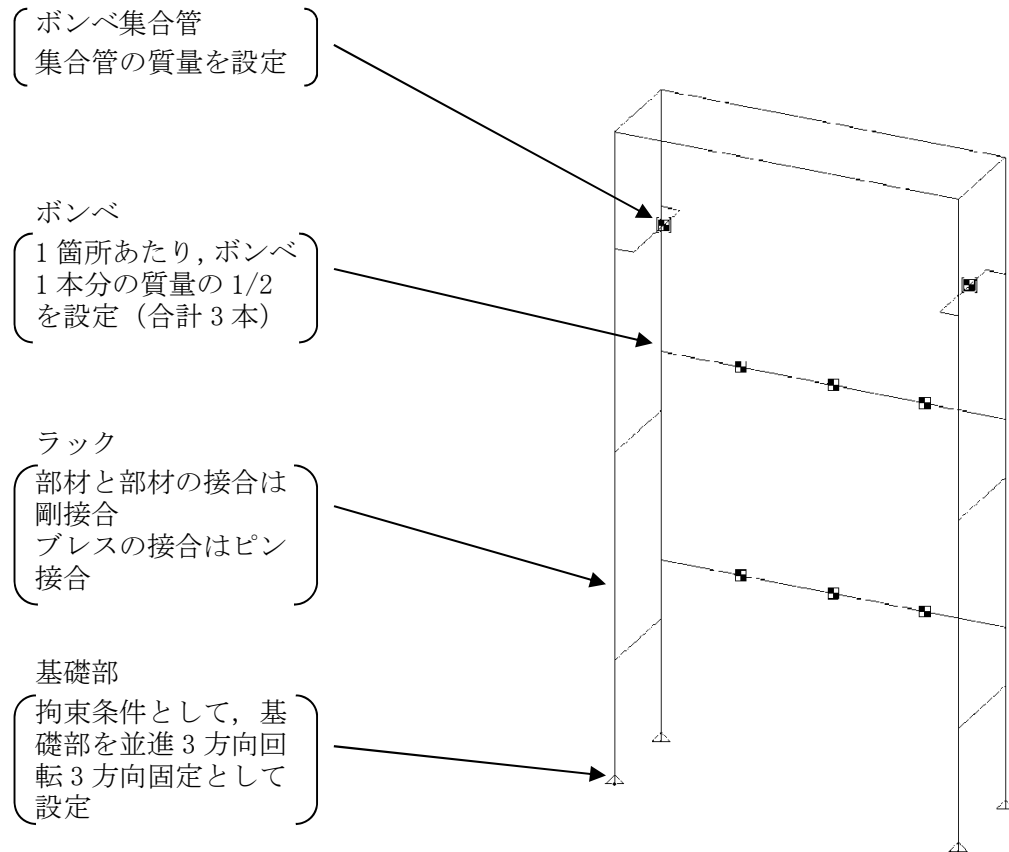 ボンベ集合管
集合管の質量を設定
ボンベ
1 箇所あたり，ボンベ
1 本分の質量の 1/2
を設定（合計 3 本）
ラック
部材と部材の接合は
剛接合
ブレスの接合はピン
接合
基礎部
拘束条件として，基
礎部を並進 3 方向回
転 3 方向固定として
設定